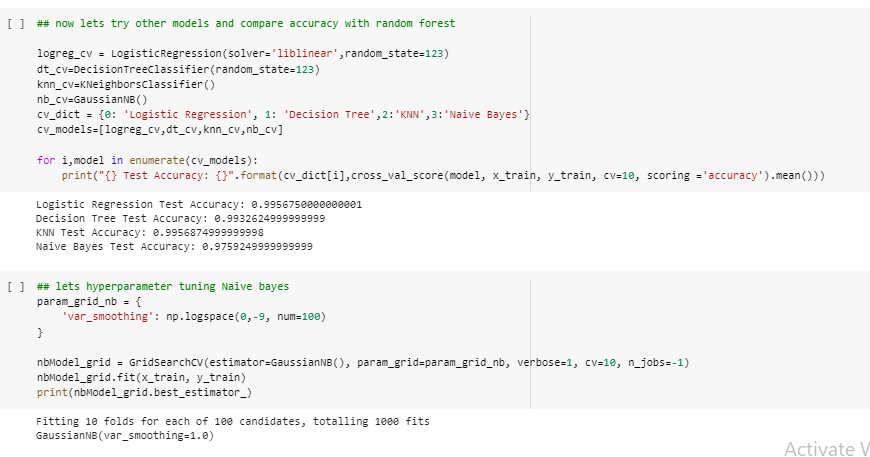 [ ] ## now lets try other models and compare accuracy with random forest
logreg_cv = LogisticRegression(solver='liblinear',random_state=123)
dt_cv=DecisionTreeClassifier(random_state=123)
knn_cv=KNeighborsClassifier()
nb_cv=GaussianNB()
cv_dict = {0: 'Logistic Regression', 1: 'Decision Tree',2:'KNN',3:'Naive Bayes'}
cv_models=[logreg_cv,dt_cv,knn_cv,nb_cv]
for i,model in enumerate(cv_models):
    print("{} Test Accuracy: {}".format(cv_dict[i],cross_val_score(model, x_train, y_train, cv=10, scoring ='accuracy').mean()))
Logistic Regression Test Accuracy: 0.9956750000000001
Decision Tree Test Accuracy: 0.9932624999999999
KNN Test Accuracy: 0.9956874999999998
Naive Bayes Test Accuracy: 0.9759249999999999
[ ] ## lets hyperparameter tuning Naive bayes
param_grid_nb = {
    'var_smoothing': np.logspace(0,-9, num=100)
}
nbModel_grid = GridSearchCV(estimator=GaussianNB(), param_grid=param_grid_nb, verbose=1, cv=10, n_jobs=-1)
nbModel_grid.fit(x_train, y_train)
print(nbModel_grid.best_estimator_)
Fitting 10 folds for each of 100 candidates, totalling 1000 fits
GaussianNB(var_smoothing=1.0)
Activate